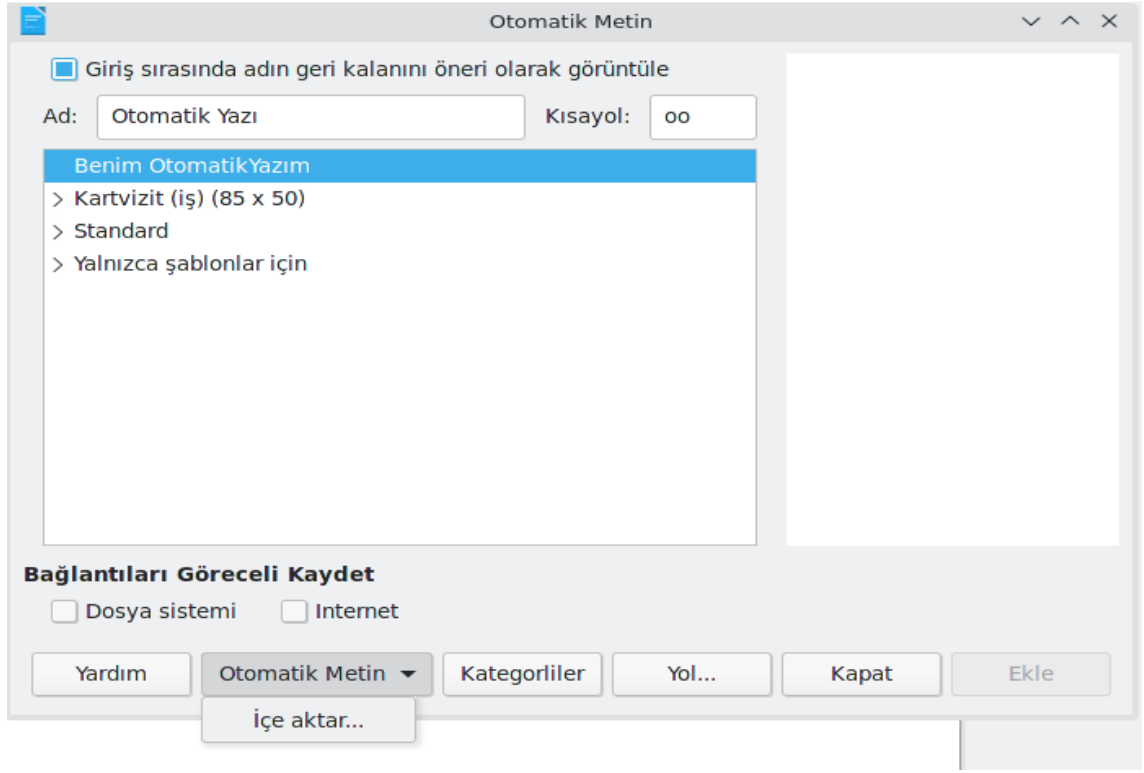 Otomatik Metin
Giriş sırasında adın geri kalanını öneri olarak görüntüle
Ad: Otomatik Yazı Kısayol: oo
Benim OtomatikYazım
Kartvizit (iş) (85 x 50)
Standard
Yalnızca şablonlar için
Bağlantıları Göreceli Kaydet
Dosya sistemi Internet
Yardım Otomatik Metin Kategorliler Yol... Kapat Ekle
İçe aktar...